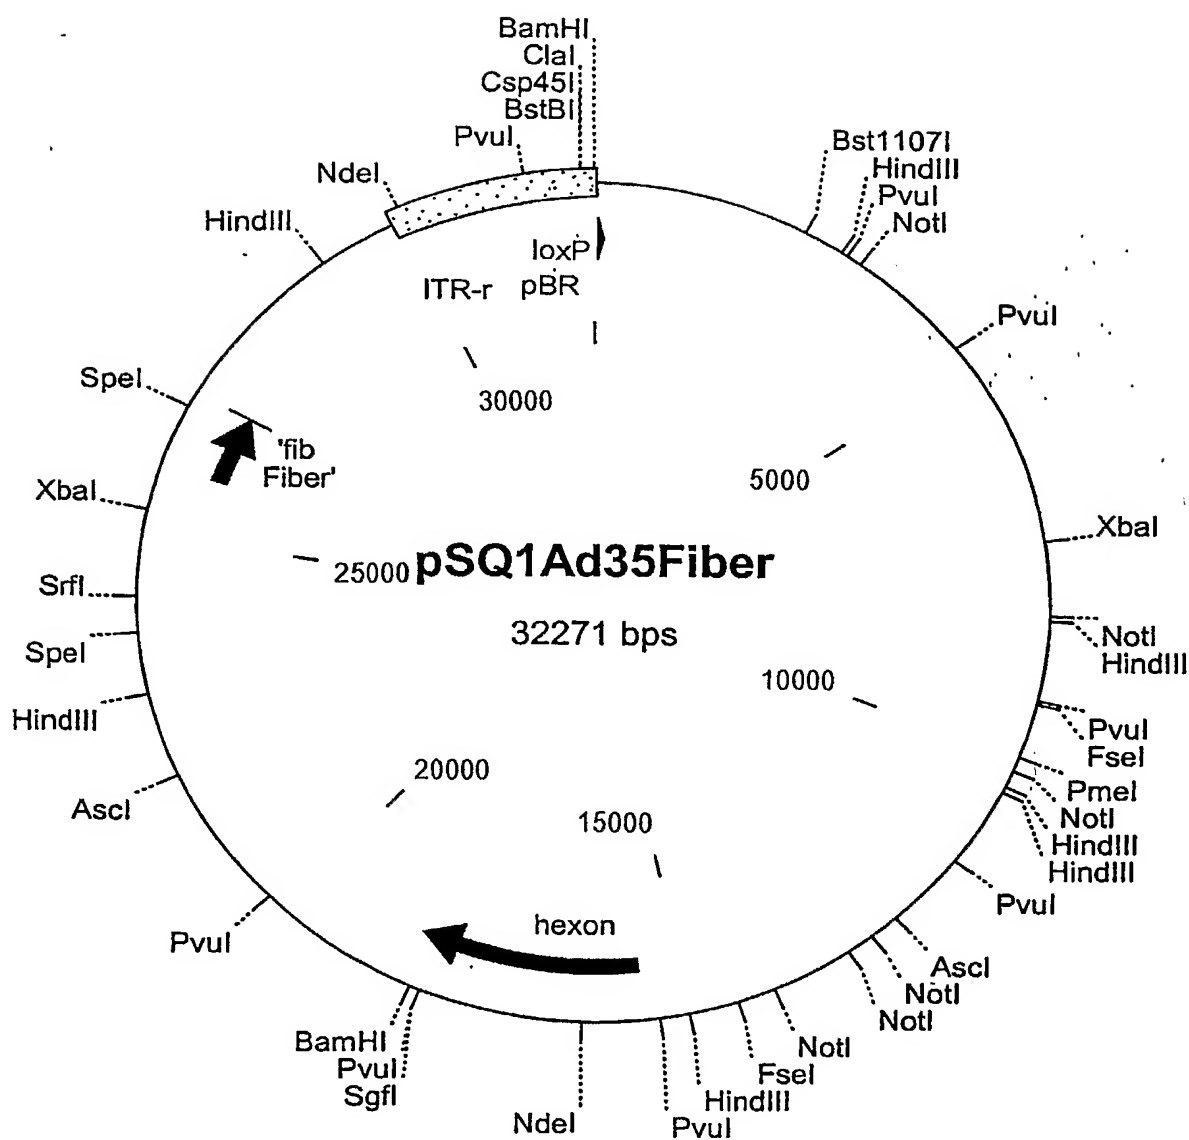 BamHI
ClaI
Csp45I
BstBI
PvuI
NdeI
HindIII
Bst1107I
HindIII
PvuI
NotI
loxP
ITR-r pBR
PvuI
SpeI
30000
'fib
Fiber'
5000
XbaI
XbaI
25000
pSQ1Ad35Fiber
SrfI
32271 bps
SpeI
NotI
HindIII
10000
HindIII
PvuI
FseI
20000
PmeI
AscI
15000
NotI
HindIII
HindIII
PvuI
hexon
PvuI
AscI
NotI
NotI
BamHI
PvuI
SgfI
NotI
FseI
HindIII
NdeI
PvuI